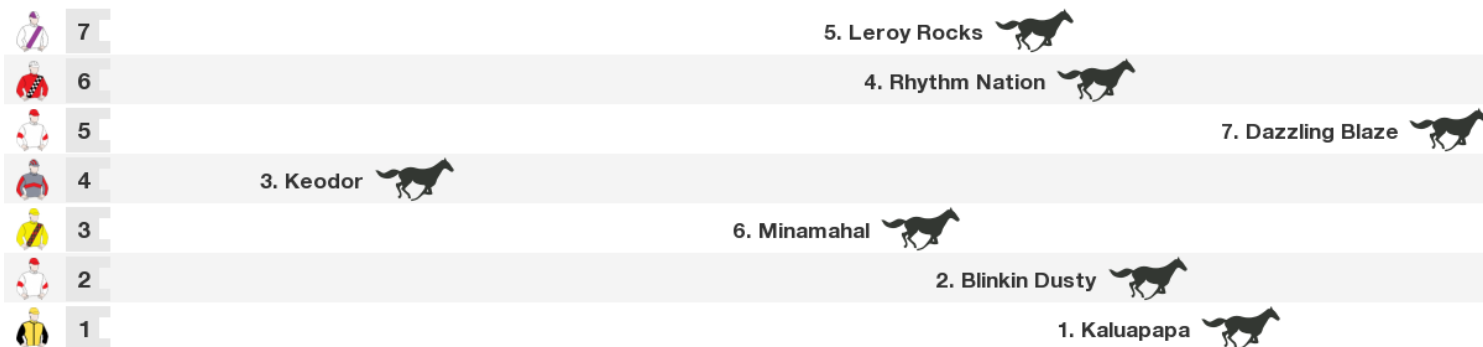 7 5. Leroy Rocks
6 4. Rhythm Nation
5 7. Dazzling Blaze
4 3. Keodor
3 6. Minamahal
2 2. Blinkin Dusty
1 1. Kaluapapa